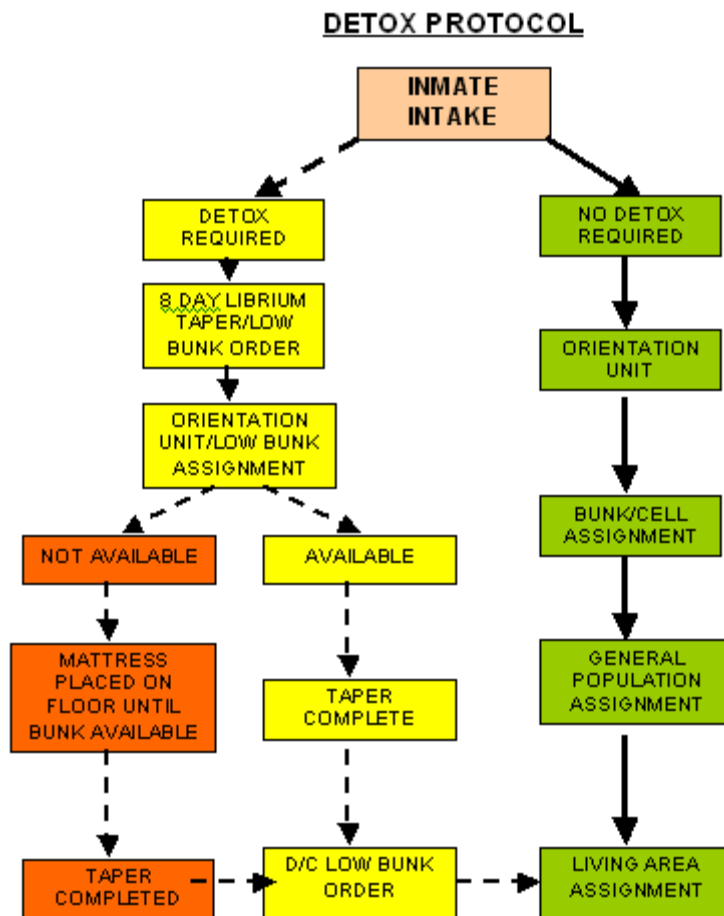 DETOX PROTOCOL
INMATE
INTAKE
DETOX
REQUIRED
NO DETOX
REQUIRED
8 DAY LIBRIUM
TAPER/LOW
BUNK ORDER
ORIENTATION
UNIT
ORIENTATION
UNIT/LOW BUNK
ASSIGNMENT
NOT AVAILABLE
AVAILABLE
BUNK/CELL
ASSIGNMENT
MATTRESS
PLACED ON
FLOOR UNTIL
BUNK AVAILABLE
TAPER
COMPLETE
GENERAL
POPULATION
ASSIGNMENT
TAPER
COMPLETED
D/C LOW BUNK
ORDER
LIVING AREA
ASSIGNMENT